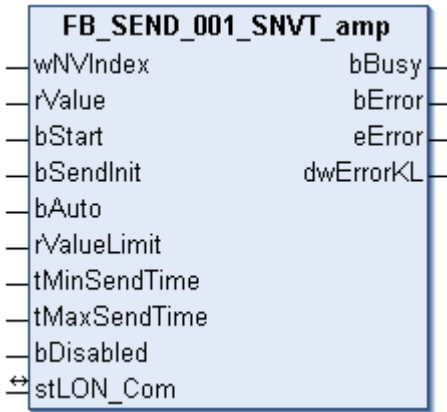 FB_SEND_001_SNVT_amp
wNVIndex bBusy
rValue bError
bStart eError
bSendInit dwErrorKL
bAuto
rValueLimit
tMinSendTime
tMaxSendTime
bDisabled
stLON_Com